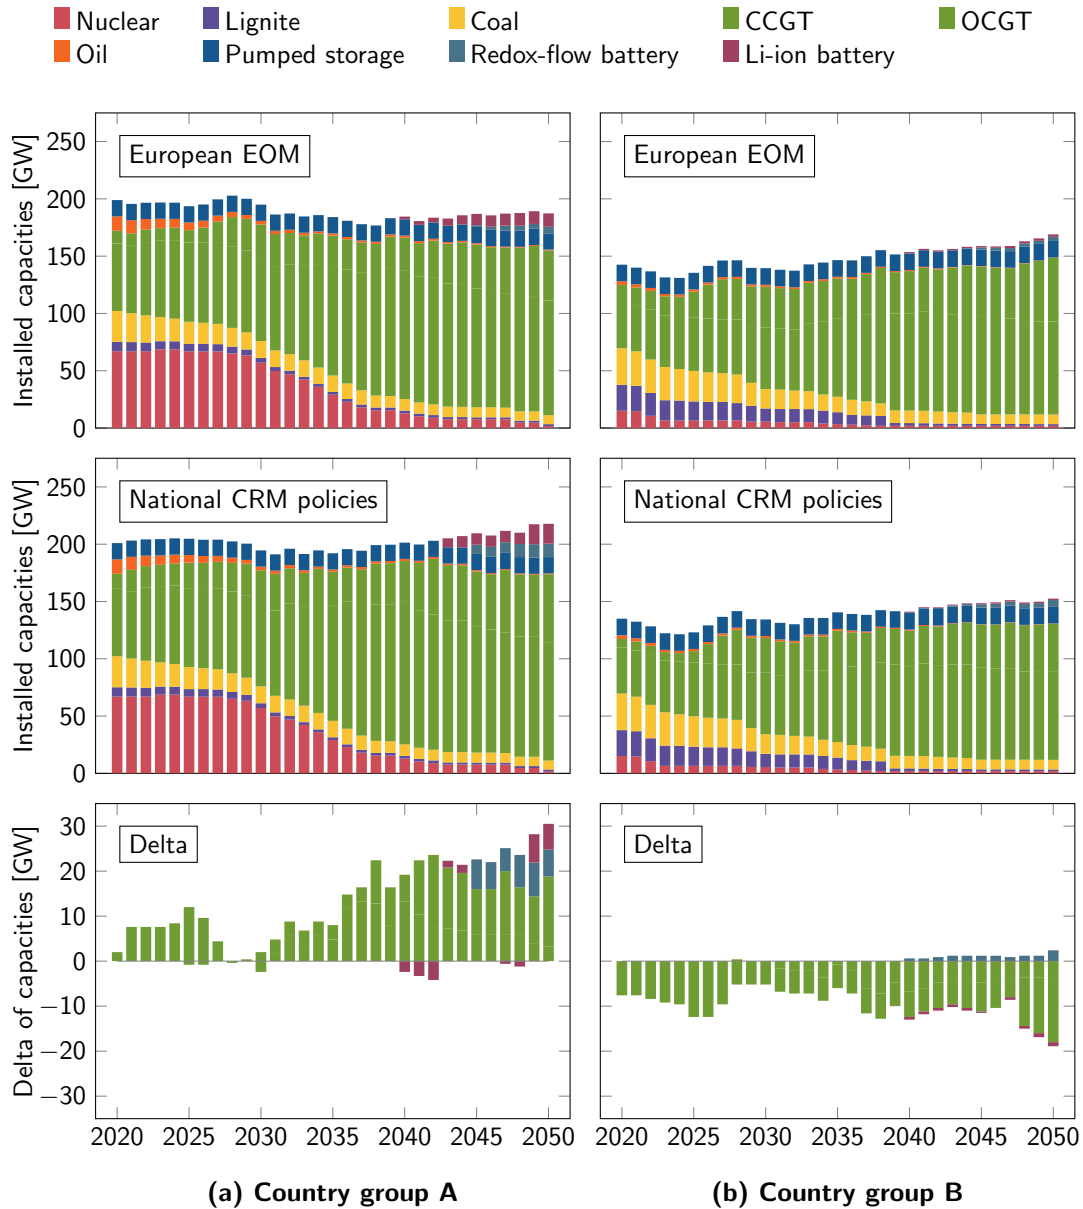 Nuclear Lignite Coal CCGT OCGT
Oil Pumped storage Redox-flow battery Li-ion battery
European EOM
Installed capacities [GW]
250
200
150
100
50
0
European EOM
National CRM policies
Installed capacities [GW]
250
200
150
100
50
0
National CRM policies
Delta
Delta of capacities [GW]
30
20
10
0
−10
−20
−30
2020 2025 2030 2035 2040 2045 2050
(a) Country group A
Delta
2020 2025 2030 2035 2040 2045 2050
(b) Country group B